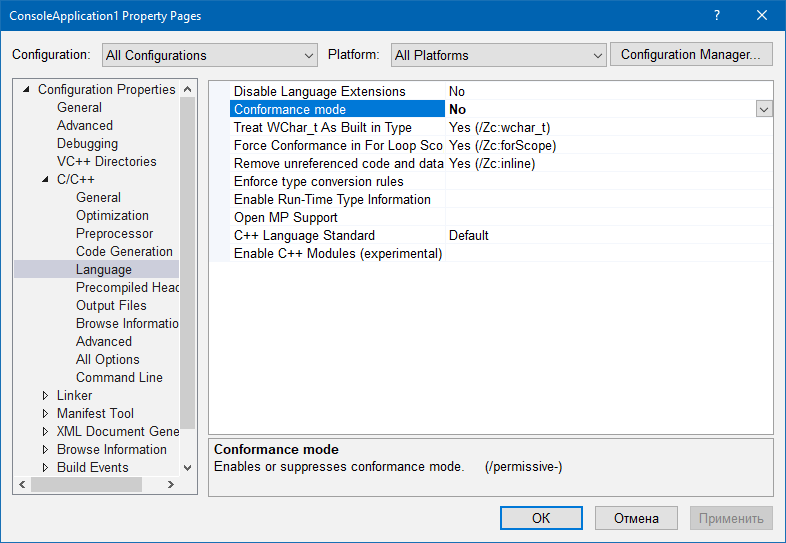 ConsoleApplication1 Property Pages
Configuration: All Configurations Platform: All Platforms Configuration Manager...
Configuration Properties
General
Advanced
Debugging
VC++ Directories
C/C++
General
Optimization
Preprocessor
Code Generation
Language
Precompiled Head
Output Files
Browse Informatio
Advanced
All Options
Command Line
Linker
Manifest Tool
XML Document Gene
Browse Information
Build Events
Disable Language Extensions No
Conformance mode No
Treat WChar_t As Built in Type Yes (/Zc:wchar_t)
Force Conformance in For Loop Sco Yes (/Zc:forScope)
Remove unreferenced code and data Yes (/Zc:inline)
Enforce type conversion rules
Enable Run-Time Type Information
Open MP Support
C++ Language Standard Default
Enable C++ Modules (experimental)
Conformance mode
Enables or suppresses conformance mode. (/permissive-)
ОК Отмена Применить